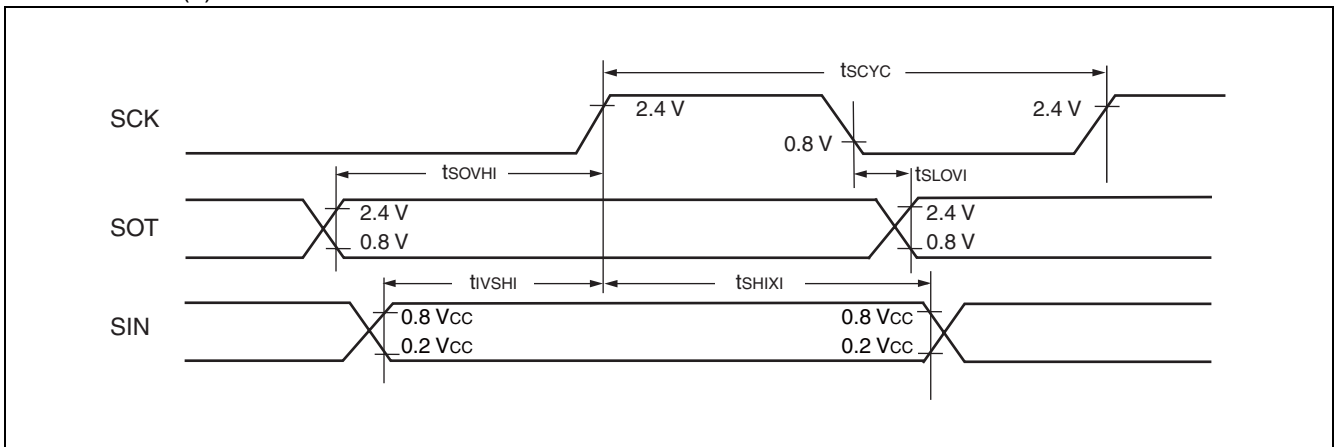 (s)
tSCYC
SCK
2.4 V
0.8 V
2.4 V
tSOVHI
tSLOVI
SOT
2.4 V
0.8 V
2.4 V
0.8 V
tIVSHI
tSHIXI
SIN
0.8 VCC
0.2 VCC
0.8 VCC
0.2 VCC